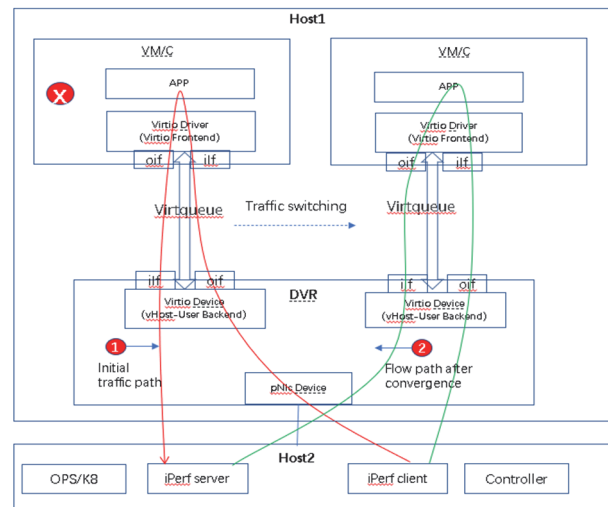 Host1
VM/C
VM/C
APP
APP
X
Virtio Driver
(Virtio Frontend)
Virtio Driver
(Virtio Frontend)
oif
iLf
oif
iLf
Virtqueue
Traffic switching
Virtqueue
iLf
oif
DVR
iLf
oif
Virtio Device
(vHost-User Backend)
Virtio Device
(vHost-User Backend)
1
Initial
traffic path
2
Flow path after
convergence
pNic Device
Host2
OPS/K8
iPerf server
iPerf client
Controller